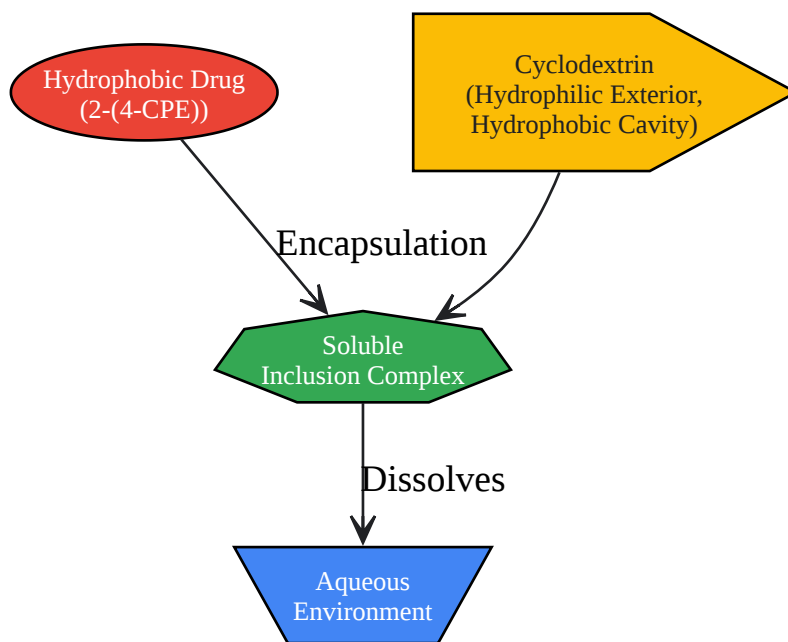 Hydrophobic Drug
(2-(4-CPE))
Cyclodextrin
(Hydrophilic Exterior,
Hydrophobic Cavity)
Encapsulation
Soluble
Inclusion Complex
Dissolves
Aqueous
Environment